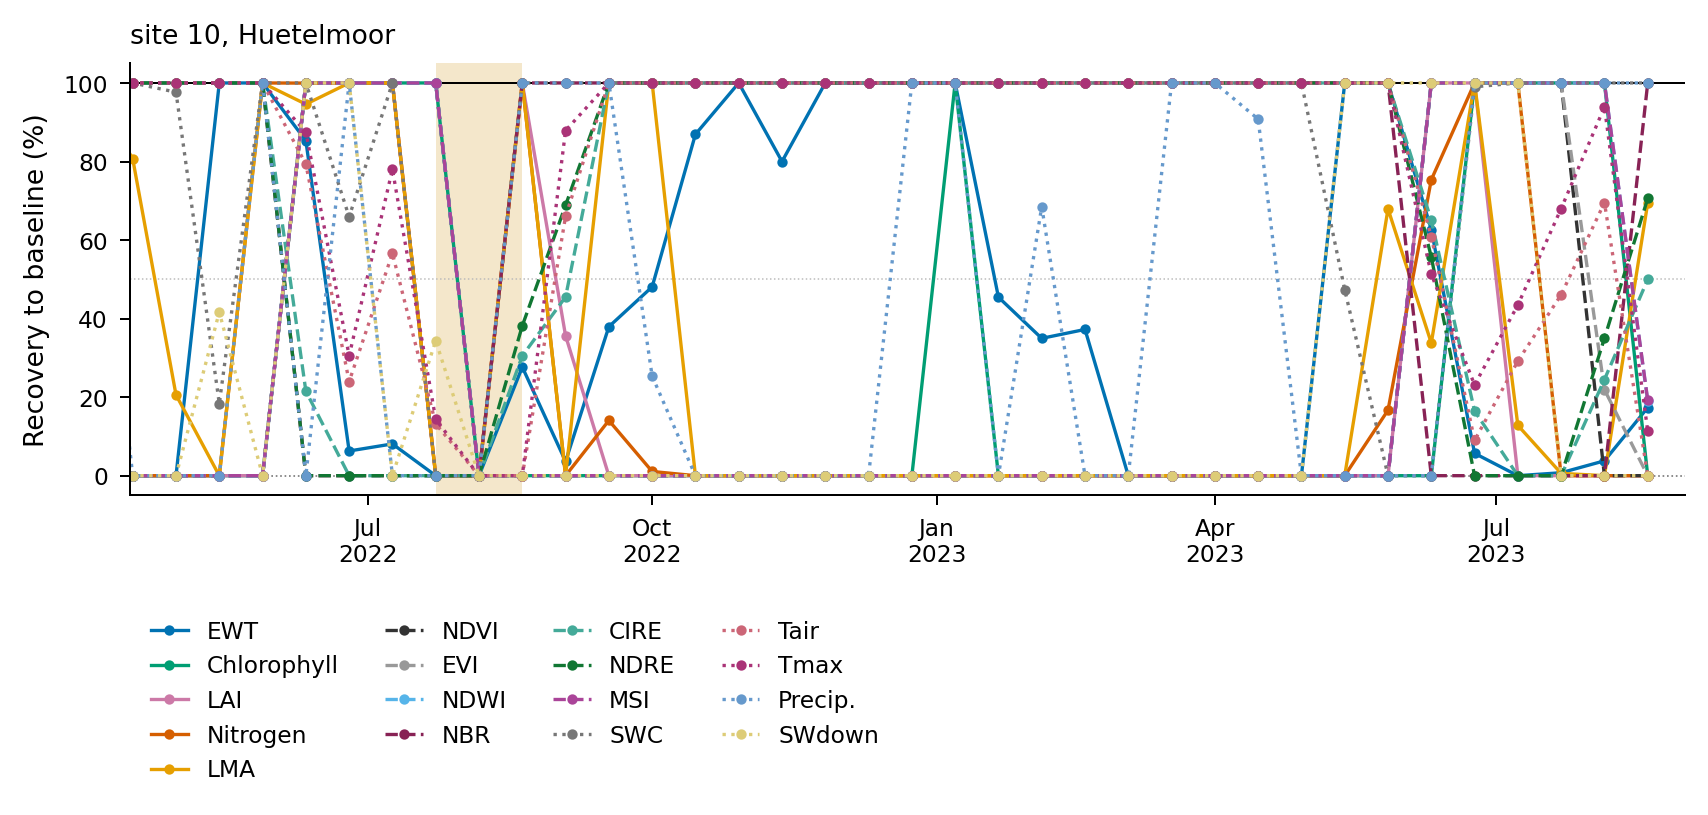 site 10, Huetelmoor
Recovery to baseline (%)
100
80
60
40
20
0
Jul
2022
Oct
2022
Jan
2023
Apr
2023
Jul
2023
EWT
Chlorophyll
LAI
Nitrogen
LMA
NDVI
EVI
NDWI
NBR
CIRE
NDRE
MSI
SWC
Tair
Tmax
Precip.
SWdown